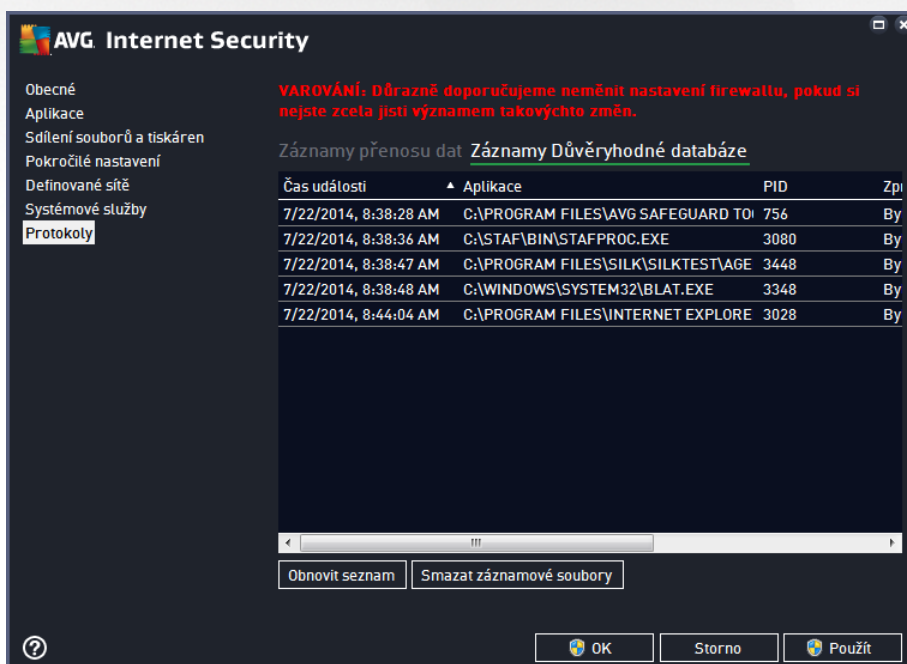 AVG Internet Security
Obecné
Aplikace
Sdílení souborů a tiskáren
Pokročilé nastavení
Definované sítě
Systémové služby
Protokoly
VAROVÁNÍ: Důrazně doporučujeme neměnit nastavení firewallu, pokud si
nejste zcela jisti významem takovýchto změn.
Záznamy přenosu dat Záznamy Důvěryhodné databáze
Čas události Aplikace PID Zp
7/22/2014, 8:38:28 AM C:\PROGRAM FILES\AVG SAFEGUARD TO 756 By
7/22/2014, 8:38:36 AM C:\STAF\BIN\STAFPROC.EXE 3080 By
7/22/2014, 8:38:47 AM C:\PROGRAM FILES\SILK\SILKTEST\AGE 3448 By
7/22/2014, 8:38:48 AM C:\WINDOWS\SYSTEM32\BLAT.EXE 3348 By
7/22/2014, 8:44:04 AM C:\PROGRAM FILES\INTERNET EXPLORE 3028 By
Obnovit seznam Smazat záznamové soubory
OK Storno Použít